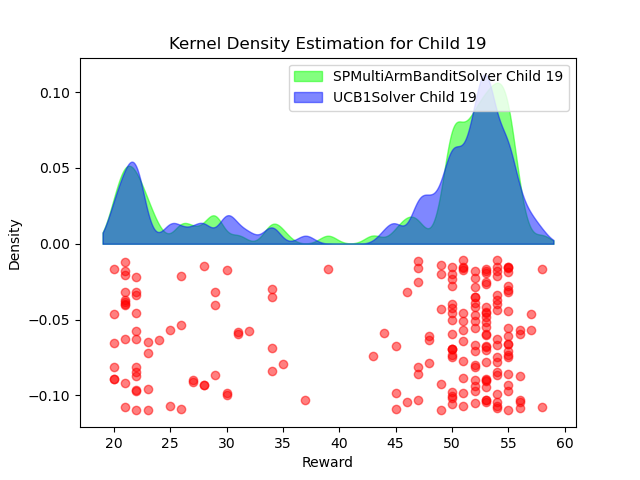 Kernel Density Estimation for Child 19
SPMultiArmBanditSolver Child 19
UCB1Solver Child 19
0.10
0.05
0.00
−0.05
−0.10
Density
20 25 30 35 40 45 50 55 60
Reward